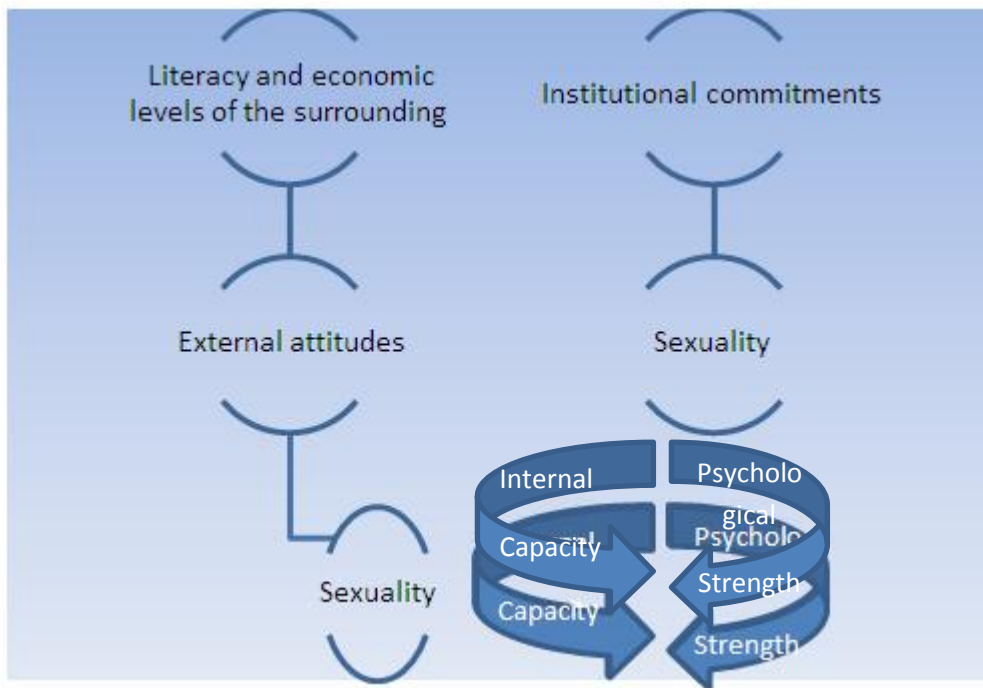 Literacy and economic
levels of the surrounding
Institutional commitments
External attitudes
Sexuality
Internal
Capacity
Psycholo
gical
Strength
Psycholo
Capacity
Strength
Sexuality